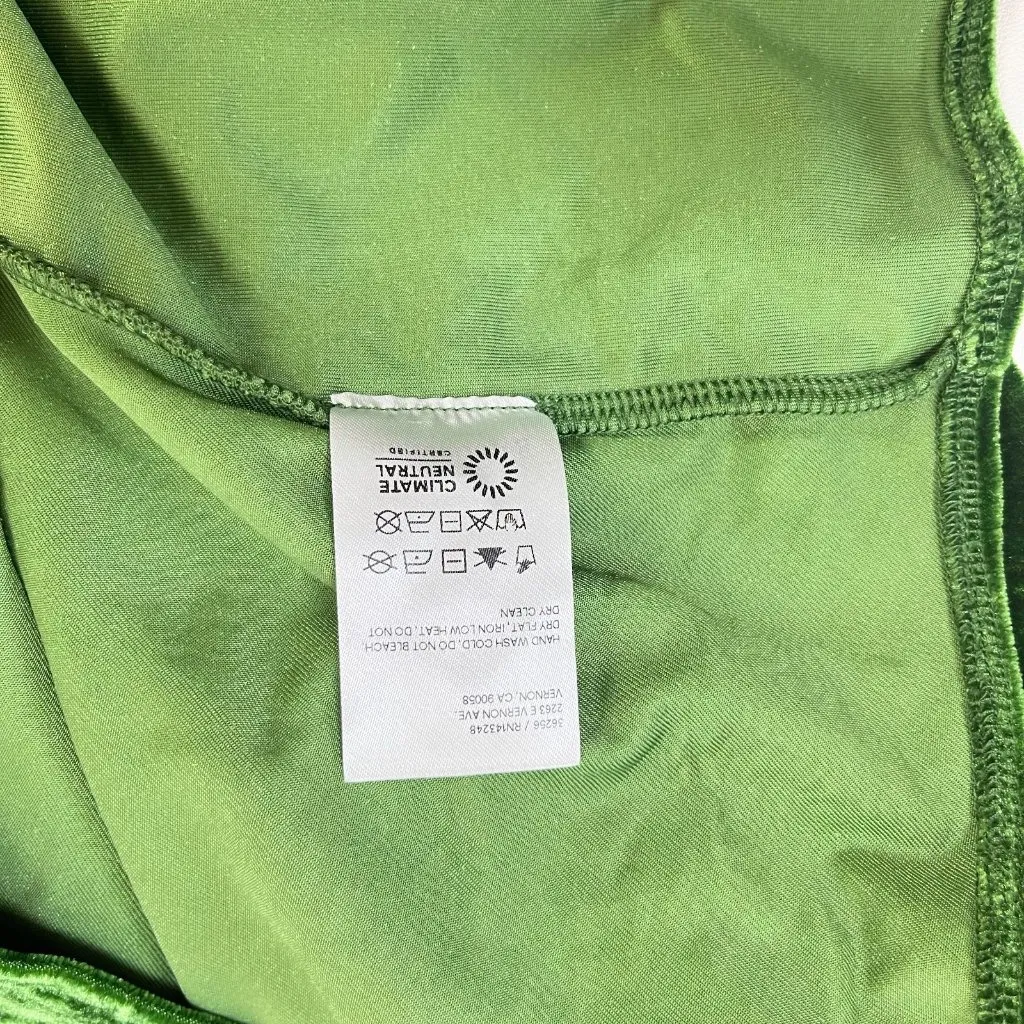 36256 / RN143248
2263 E VERNON AVE.
VERNON, CA 90058
HAND WASH COLD, DO NOT BLEACH,
DRY FLAT, IRON LOW HEAT, DO NOT
DRY CLEAN
CLIMATE
NEUTRAL
CERTIFIED